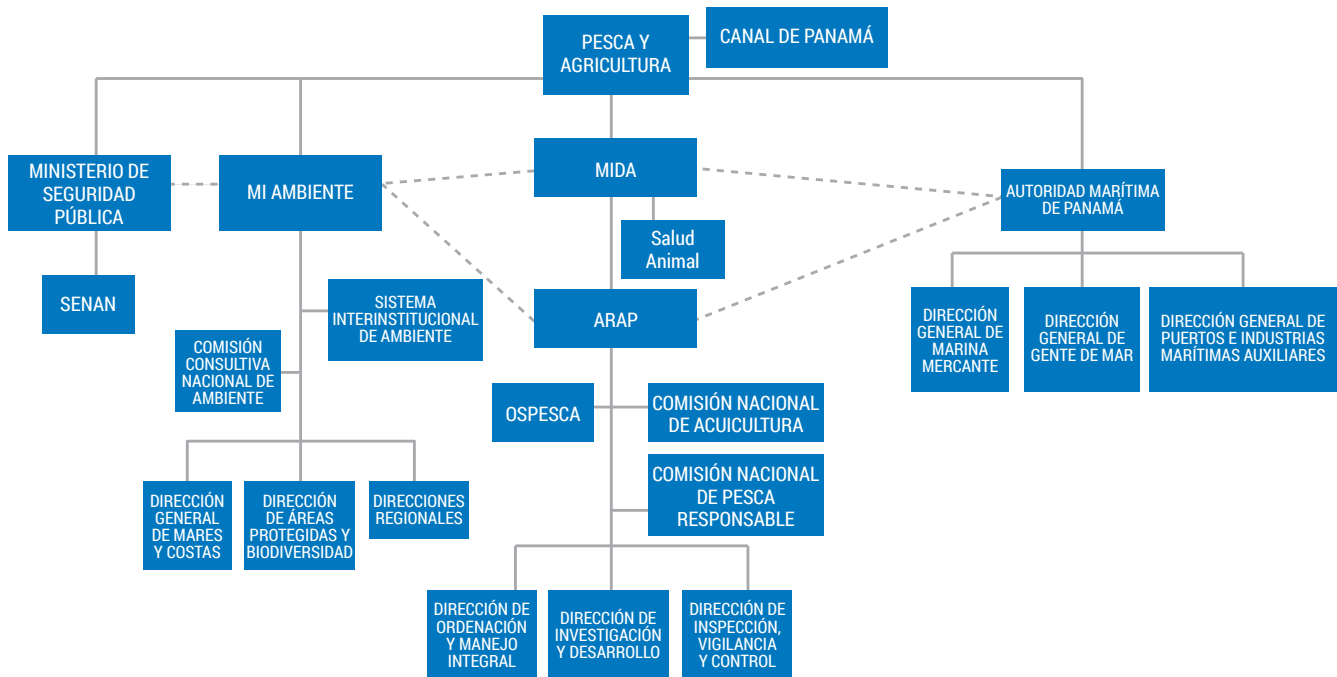 PESCA Y
AGRICULTURA
CANAL DE PANAMÁ
MINISTERIO DE
SEGURIDAD
PÚBLICA
MI AMBIENTE
MIDA
AUTORIDAD MARÍTIMA
DE PANAMÁ
Salud
Animal
SENAN
SISTEMA
INTERINSTITUCIONAL
DE AMBIENTE
ARAP
DIRECCIÓN
GENERAL DE
MARINA
MERCANTE
DIRECCIÓN
GENERAL DE
GENTE DE MAR
DIRECCIÓN GENERAL DE
PUERTOS E INDUSTRIAS
MARÍTIMAS AUXILIARES
COMISIÓN
CONSULTIVA
NACIONAL DE
AMBIENTE
OSPESCA
COMISIÓN NACIONAL
DE ACUICULTURA
COMISIÓN NACIONAL
DE PESCA
RESPONSABLE
DIRECCIÓN
GENERAL
DE MARES
Y COSTAS
DIRECCIÓN
DE ÁREAS
PROTEGIDAS Y
BIODIVERSIDAD
DIRECCIONES
REGIONALES
DIRECCIÓN DE
ORDENACIÓN
Y MANEJO
INTEGRAL
DIRECCIÓN DE
INVESTIGACIÓN
Y DESARROLLO
DIRECCIÓN DE
INSPECCIÓN,
VIGILANCIA
Y CONTROL